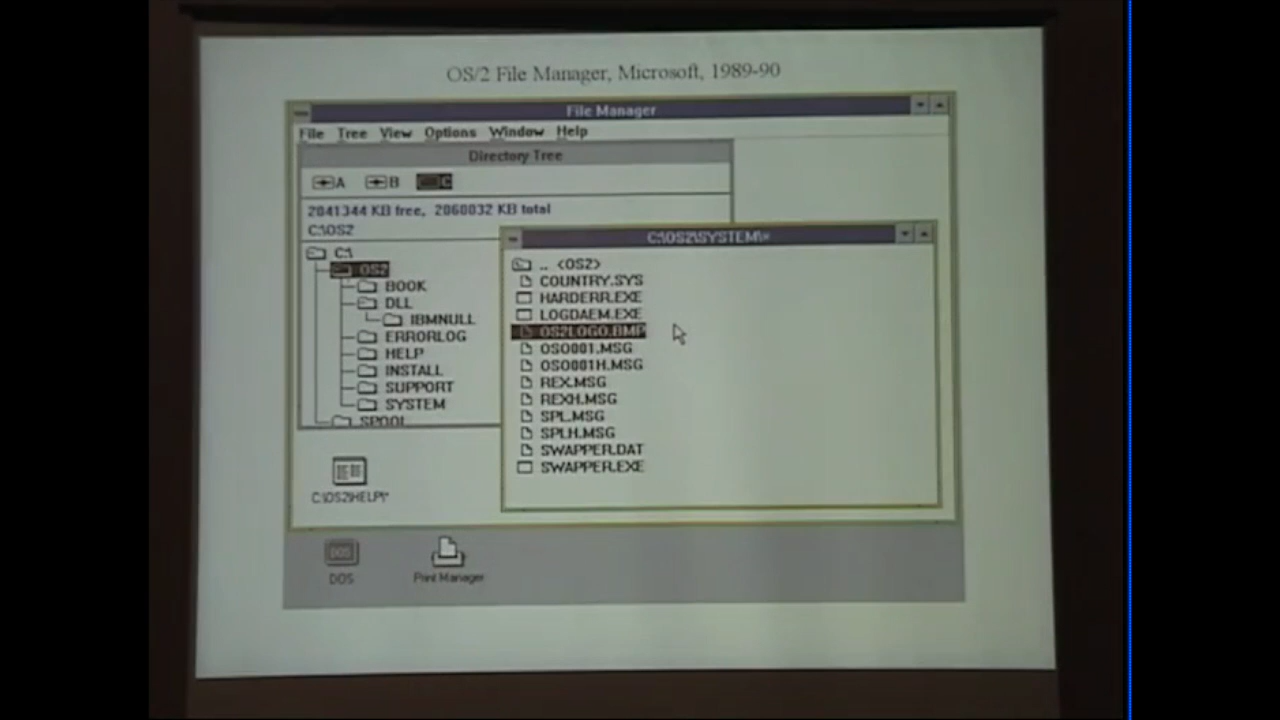 OS/2 File Manager, Microsoft, 1989-90
File Manager
File Tree View Options Window Help
Directory Tree
A B C
2041344 KB free, 2060032 KB total
C:\OS2
C:\
OS2
BOOK
DLL
IBMNULL
ERRORLOG
HELP
INSTALL
SUPPORT
SYSTEM
SPOOL
C:\OS2\SYSTEM\*
.. <OS2>
COUNTRY.SYS
HARDERR.EXE
LOGDAEM.EXE
OS2LOGO.BMP
OSO001.MSG
OSO001H.MSG
REX.MSG
REXH.MSG
SPL.MSG
SPLH.MSG
SWAPPER.DAT
SWAPPER.EXE
C:\OS2\HELP\*
DOS
DOS
Print Manager